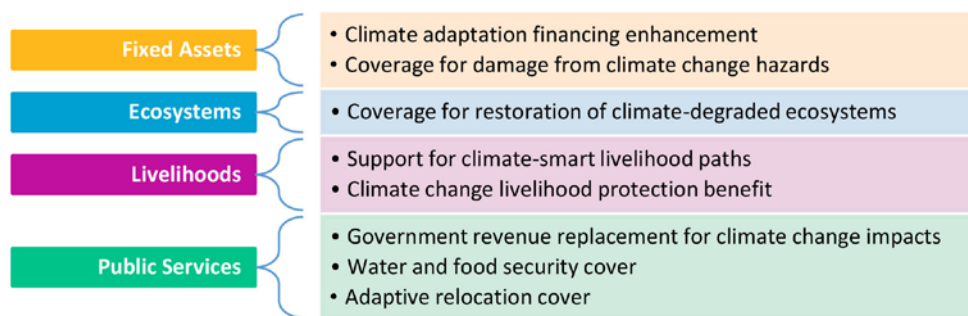 Fixed Assets
• Climate adaptation financing enhancement
• Coverage for damage from climate change hazards
Ecosystems
• Coverage for restoration of climate-degraded ecosystems
Livelihoods
• Support for climate-smart livelihood paths
• Climate change livelihood protection benefit
Public Services
• Government revenue replacement for climate change impacts
• Water and food security cover
• Adaptive relocation cover